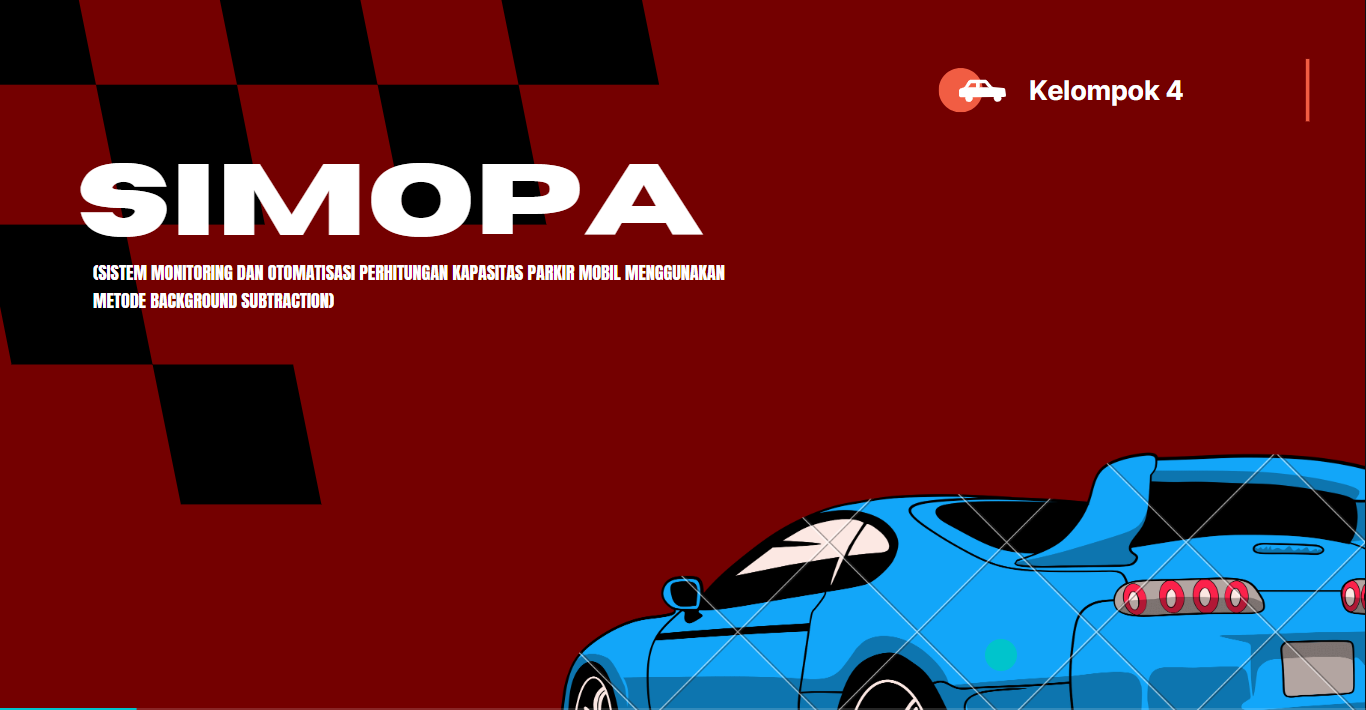 Kelompok 4
SIMOPA
(SISTEM MONITORING DAN OTOMATISASI PERHITUNGAN KAPASITAS PARKIR MOBIL MENGGUNAKAN
METODE BACKGROUND SUBTRACTION)